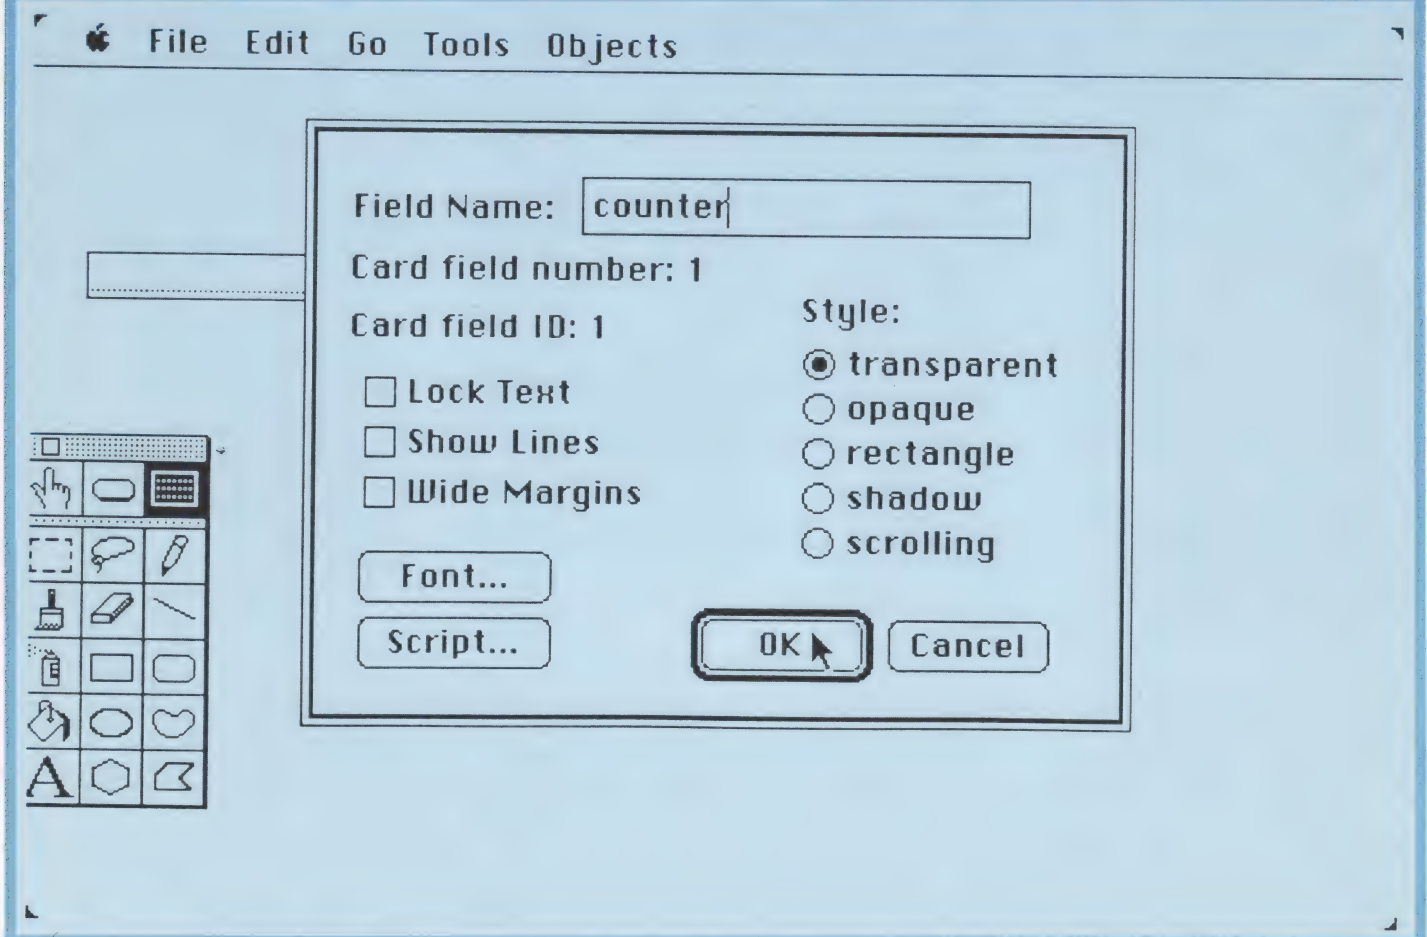 File Edit Go Tools Objects
Field Name: counter
Card field number: 1
Card field ID: 1
Lock Text
Show Lines
Wide Margins
Style:
transparent
opaque
rectangle
shadow
scrolling
Font...
Script...
OK
Cancel
A